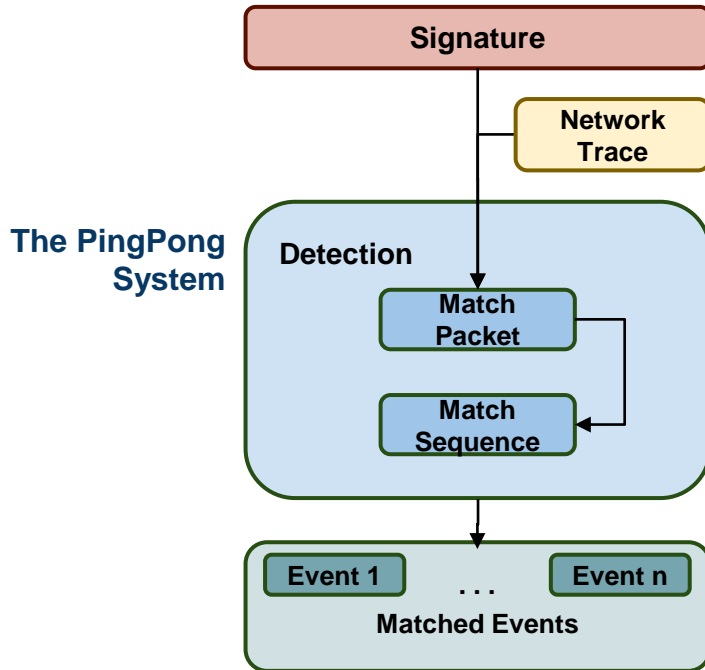 Signature
Network
Trace
The PingPong
System
Detection
Match
Packet
Match
Sequence
Event 1
. . .
Event n
Matched Events